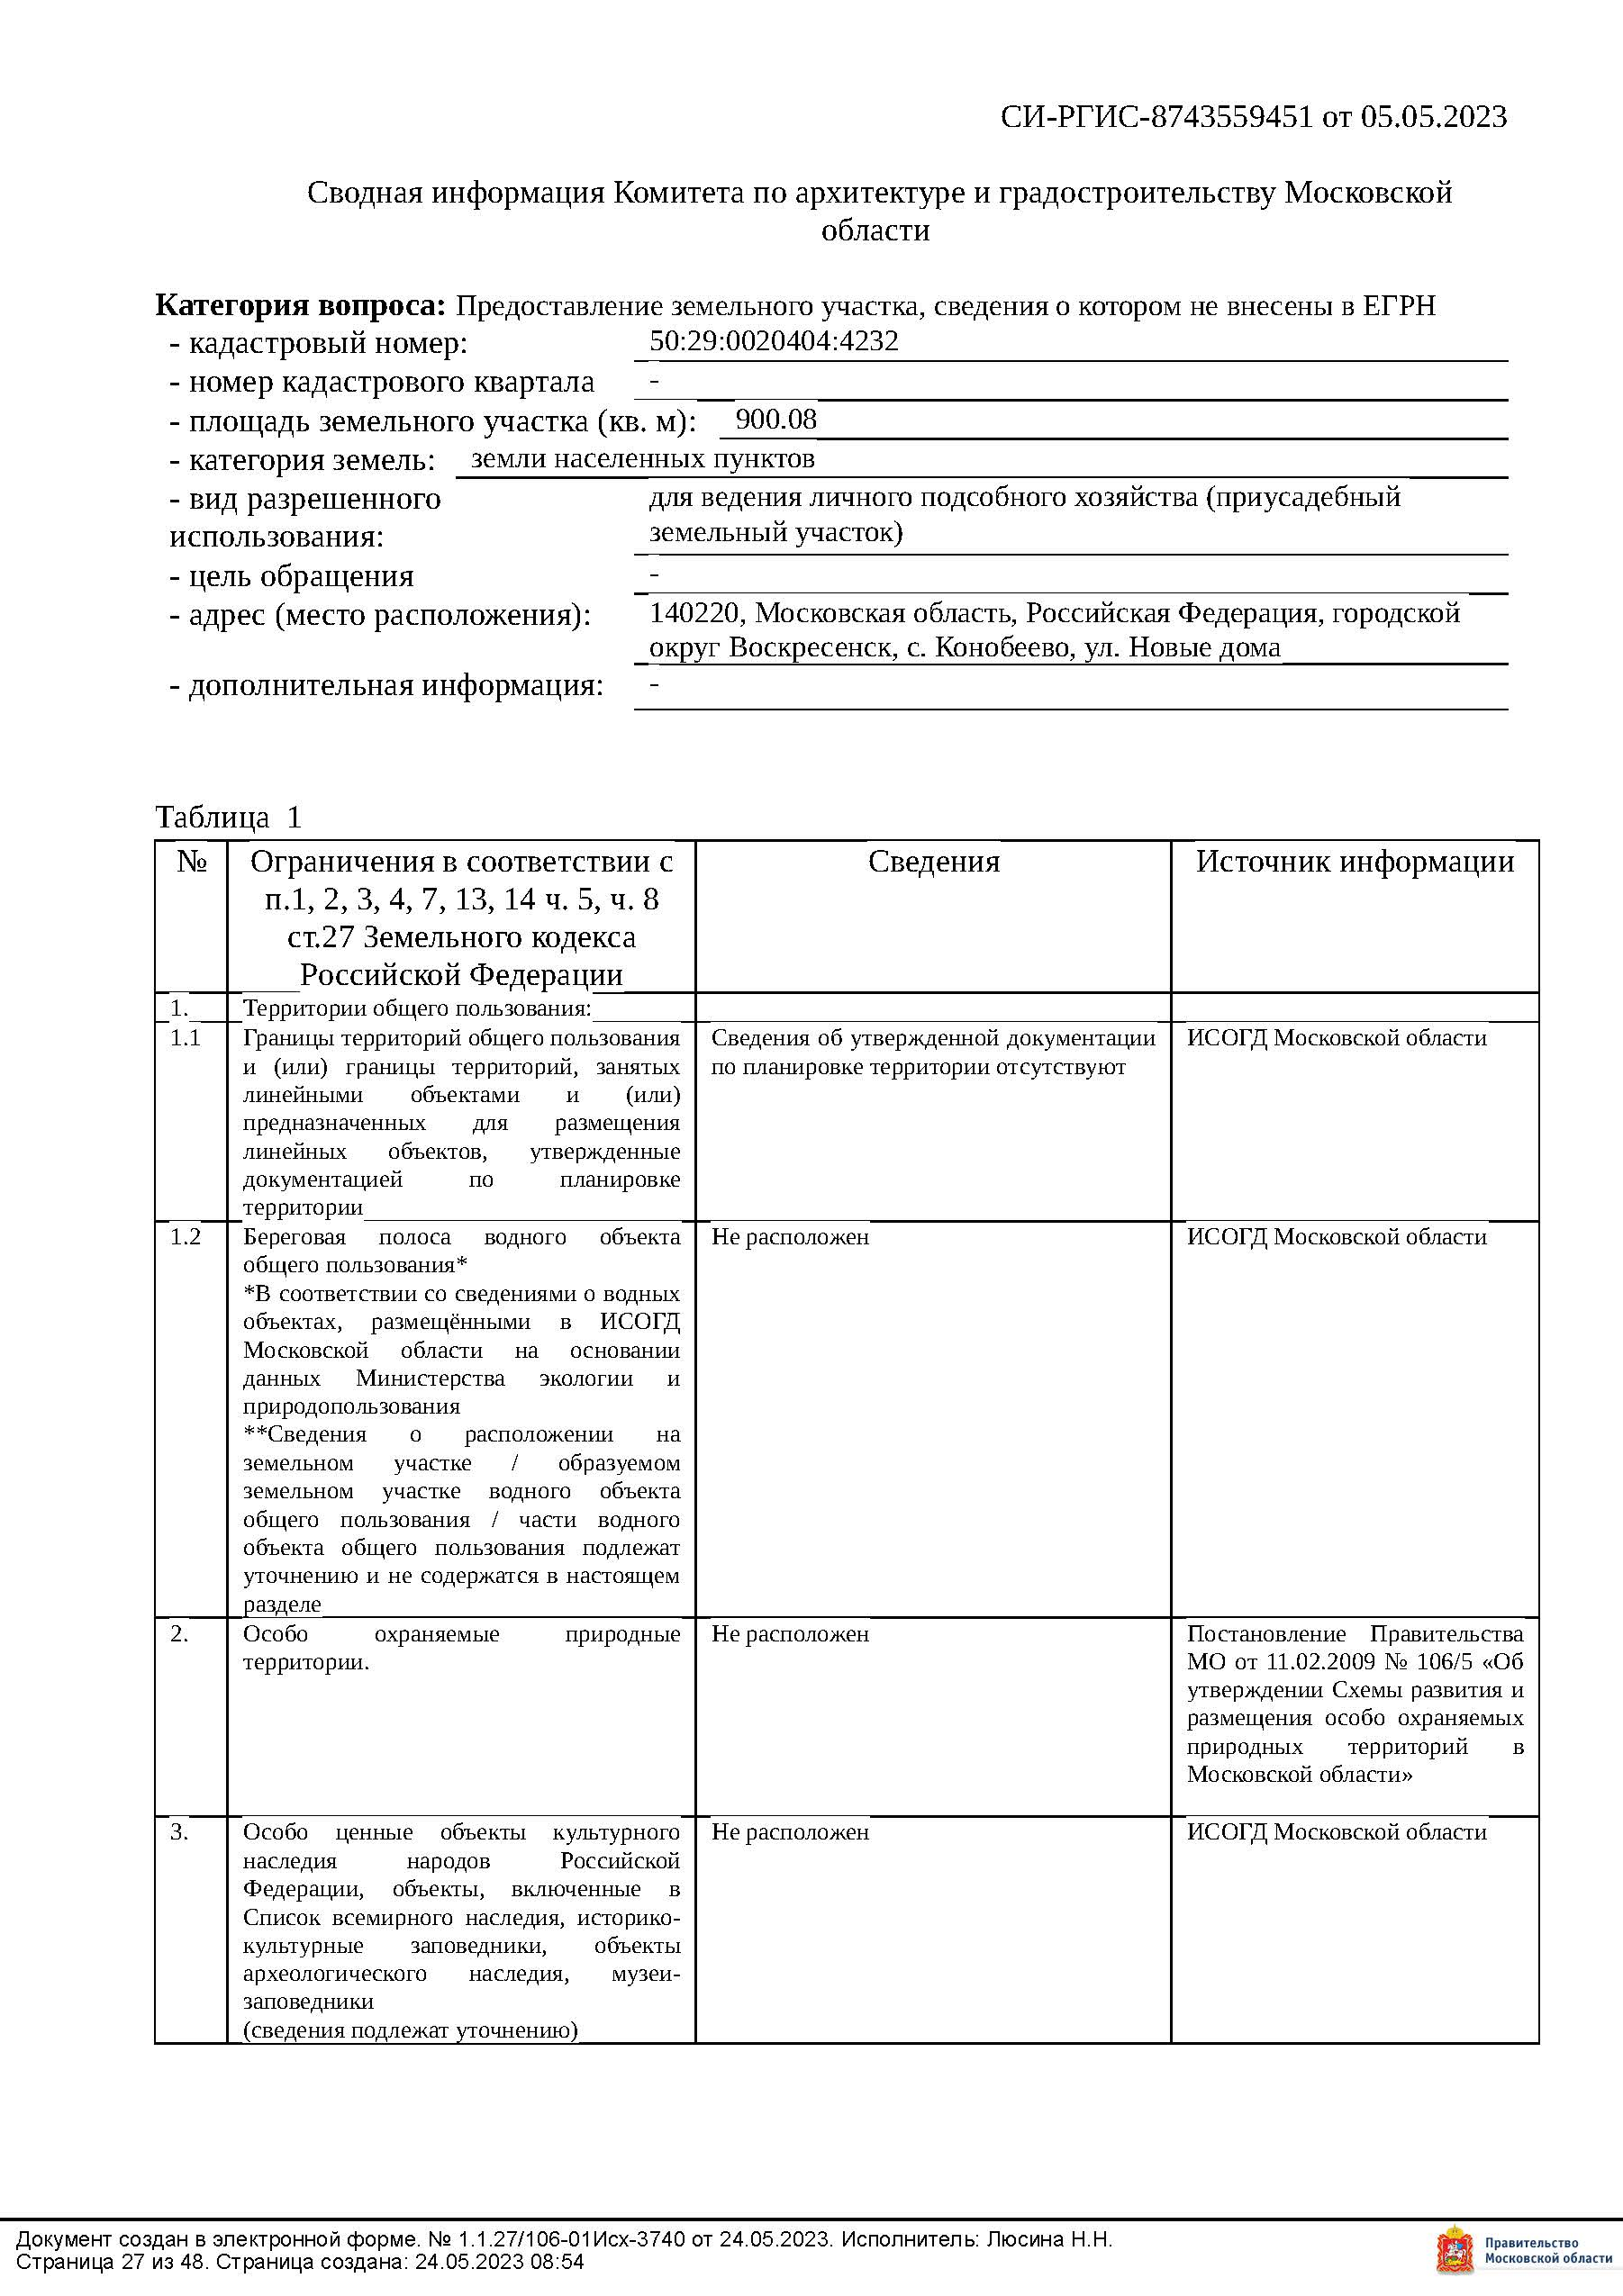 СИ-РГИС-8743559451 от 05.05.2023
Сводная информация Комитета по архитектуре и градостроительству Московской
области
Категория вопроса: Предоставление земельного участка, сведения о котором не внесены в ЕГРН
- кадастровый номер: 50:29:0020404:4232
- номер кадастрового квартала -
- площадь земельного участка (кв. м): 900.08
- категория земель: земли населенных пунктов
- вид разрешенного
использования:
для ведения личного подсобного хозяйства (приусадебный
земельный участок)
- цель обращения -
- адрес (место расположения): 140220, Московская область, Российская Федерация, городской
округ Воскресенск, с. Конобеево, ул. Новые дома
- дополнительная информация: -
Таблица 1
№
Ограничения в соответствии с
п.1, 2, 3, 4, 7, 13, 14 ч. 5, ч. 8
ст.27 Земельного кодекса
Российской Федерации
Сведения
Источник информации
1.
Территории общего пользования:
1.1
Границы территорий общего пользования
и (или) границы территорий, занятых
линейными объектами и (или)
предназначенных для размещения
линейных объектов, утвержденные
документацией по планировке
территории
Сведения об утвержденной документации
по планировке территории отсутствуют
ИСОГД Московской области
1.2
Береговая полоса водного объекта
общего пользования*
*В соответствии со сведениями о водных
объектах, размещёнными в ИСОГД
Московской области на основании
данных Министерства экологии и
природопользования
**Сведения о расположении на
земельном участке / образуемом
земельном участке водного объекта
общего пользования / части водного
объекта общего пользования подлежат
уточнению и не содержатся в настоящем
разделе
Не расположен
ИСОГД Московской области
2.
Особо охраняемые природные
территории.
Не расположен
Постановление Правительства
МО от 11.02.2009 № 106/5 «Об
утверждении Схемы развития и
размещения особо охраняемых
природных территорий в
Московской области»
3.
Особо ценные объекты культурного
наследия народов Российской
Федерации, объекты, включенные в
Список всемирного наследия, историко-
культурные заповедники, объекты
археологического наследия, музеи-
заповедники
(сведения подлежат уточнению)
Не расположен
ИСОГД Московской области
Документ создан в электронной форме. № 1.1.27/106-01Исх-3740 от 24.05.2023. Исполнитель: Люсина Н.Н.
Страница 27 из 48. Страница создана: 24.05.2023 08:54
Правительство
Московской области